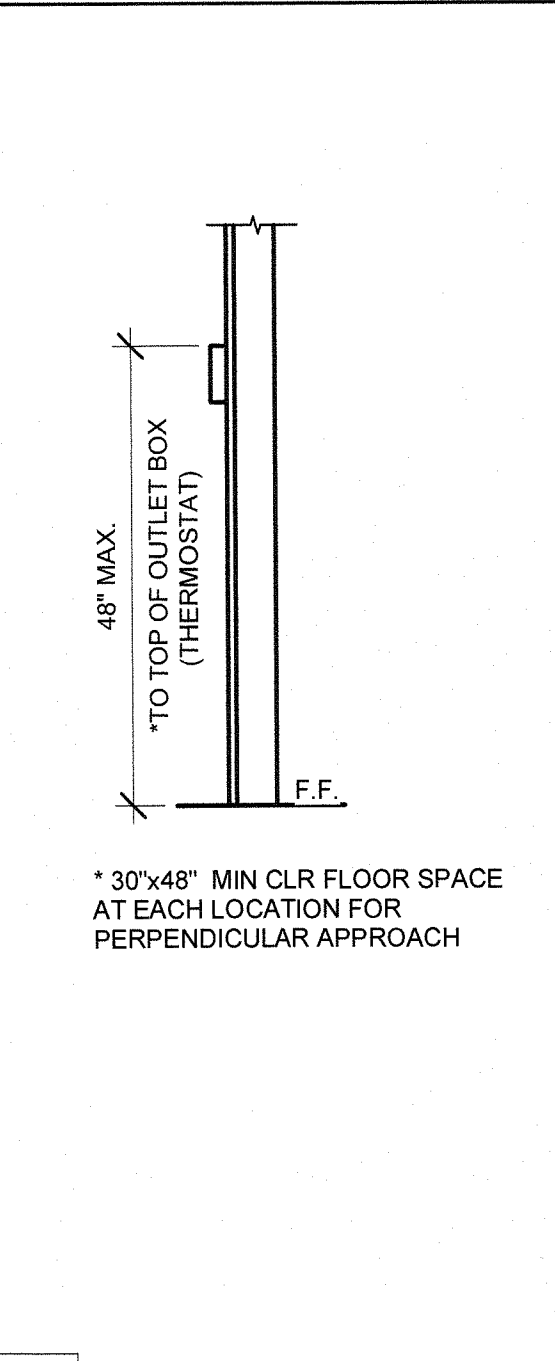 48" MAX.
*TO TOP OF OUTLET BOX
(THERMOSTAT)
F.F.
* 30"x48" MIN CLR FLOOR SPACE
AT EACH LOCATION FOR
PERPENDICULAR APPROACH